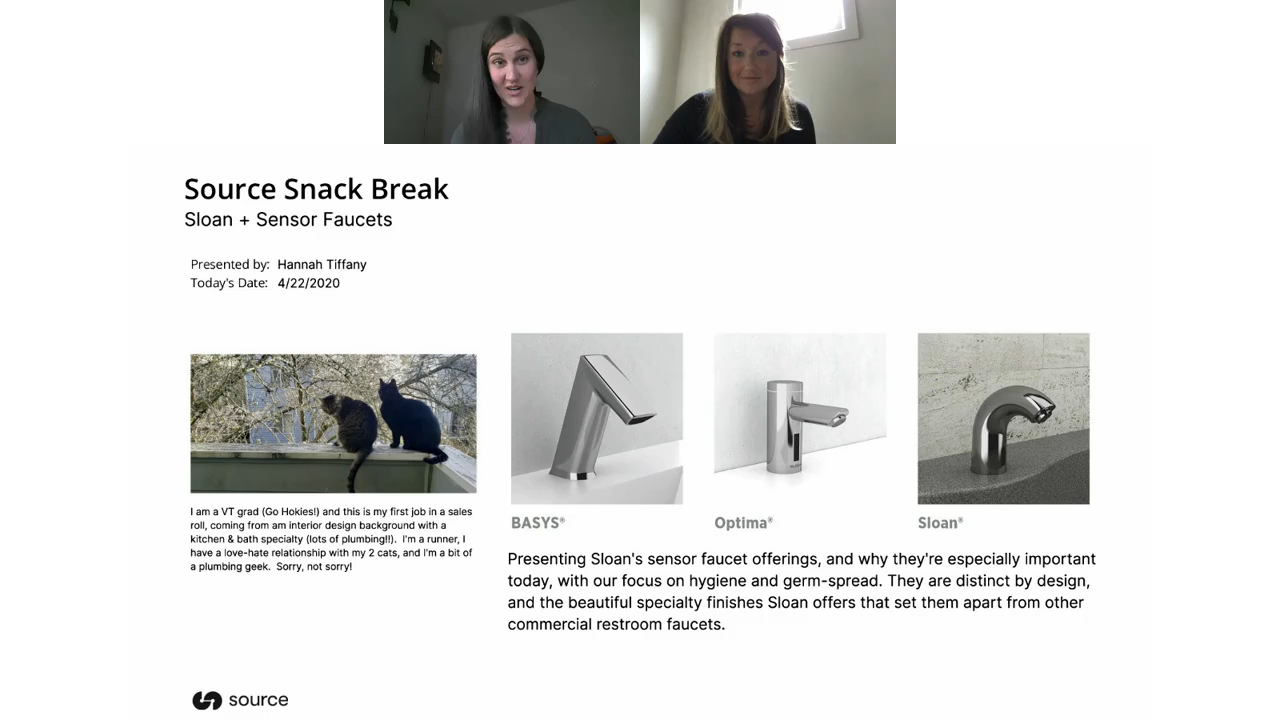 Source Snack Break
Sloan + Sensor Faucets
Presented by: Hannah Tiffany
Today's Date: 4/22/2020
I am a VT grad (Go Hokies!) and this is my first job in a sales
roll, coming from am interior design background with a
kitchen & bath specialty (lots of plumbing!!). I'm a runner, I
have a love-hate relationship with my 2 cats, and I'm a bit of
a plumbing geek. Sorry, not sorry!
BASYS®
Optima®
Sloan®
Presenting Sloan's sensor faucet offerings, and why they're especially important
today, with our focus on hygiene and germ-spread. They are distinct by design,
and the beautiful specialty finishes Sloan offers that set them apart from other
commercial restroom faucets.
source